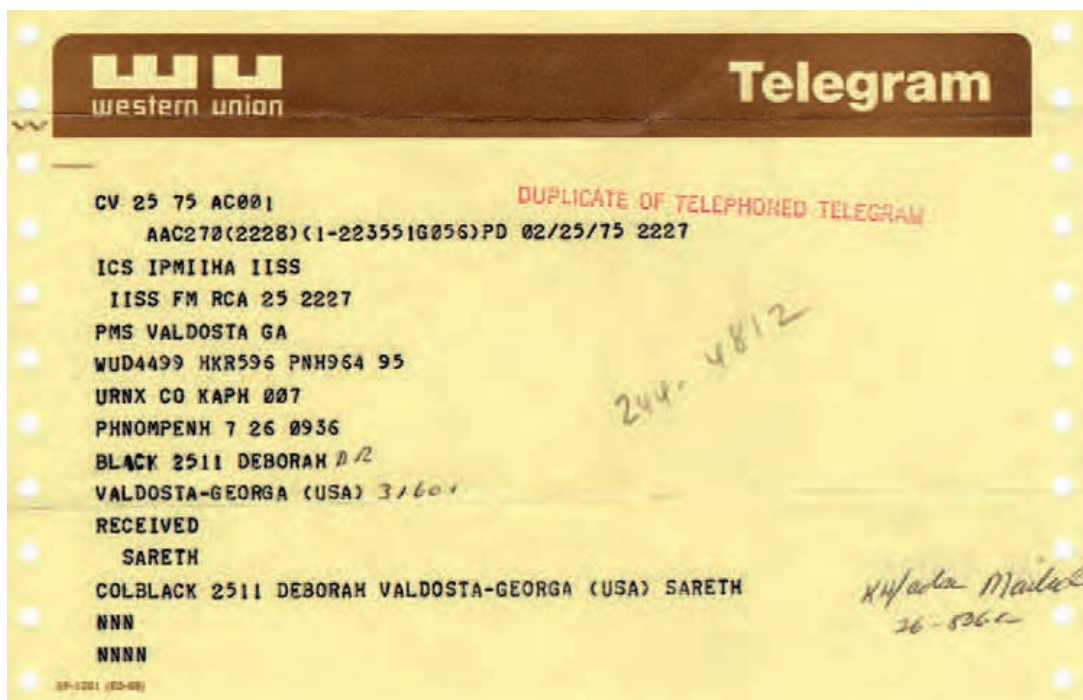 western union
Telegram
CV 25 75 AC001
DUPLICATE OF TELEPHONED TELEGRAM
AAC270(2228)(1-223551G056)PD 02/25/75 2227
ICS IPMIIHA IISS
IISS FM RCA 25 2227
PMS VALDOSTA GA
WUD4499 HKR596 PNH964 95
URNX CO KAPH 007
PHNOMPENH 7 26 0936
244-4812
BLACK 2511 DEBORAH DR
VALDOSTA-GEORGA (USA) 31601
RECEIVED
SARETH
COLBLACK 2511 DEBORAH VALDOSTA-GEORGA (USA) SARETH
NNN
Mailed
NNNN